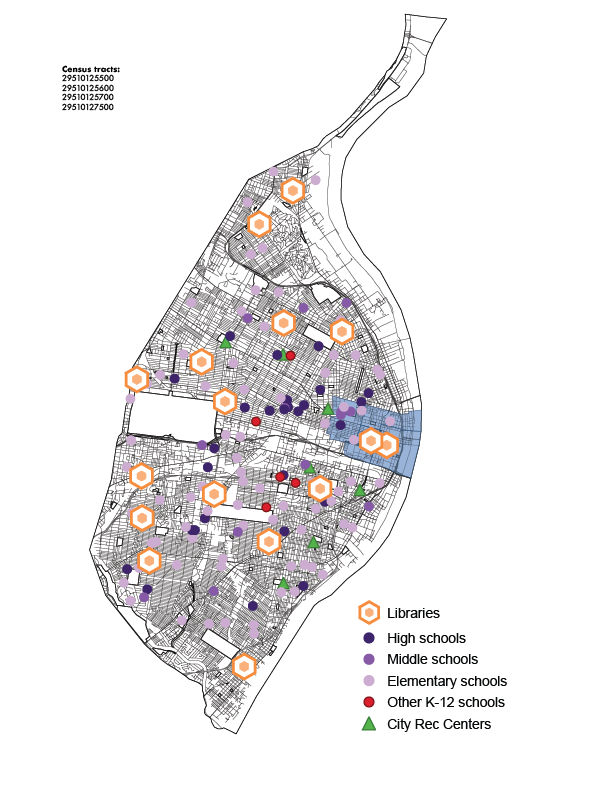 Census tracts:
29510125500
29510125600
29510125700
29510127500
Libraries
High schools
Middle schools
Elementary schools
Other K-12 schools
City Rec Centers